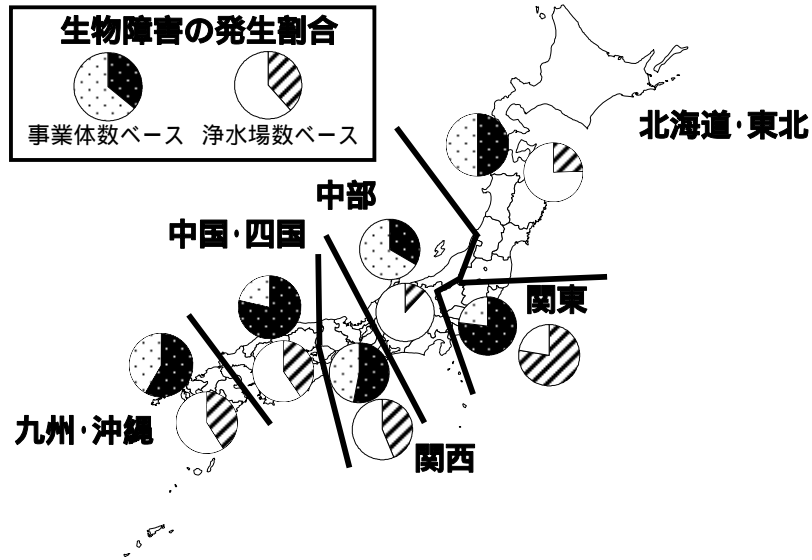 生物障害の発生割合
事業体数ベース 浄水場数ベース
北海道・東北
中部
中国・四国
関東
九州・沖縄
関西